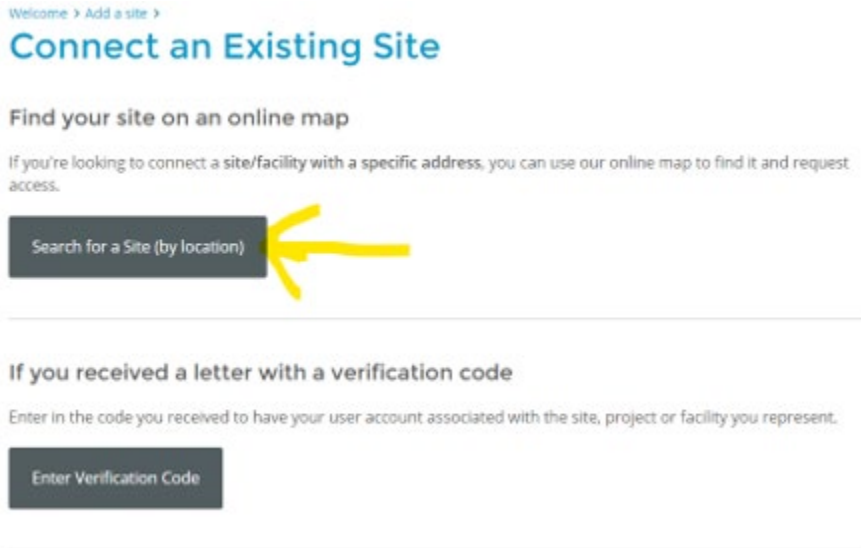 Welcome > Add a site >
Connect an Existing Site
Find your site on an online map
If you're looking to connect a site/facility with a specific address, you can use our online map to find it and request
access.
Search for a Site (by location)
If you received a letter with a verification code
Enter in the code you received to have your user account associated with the site, project or facility you represent.
Enter Verification Code